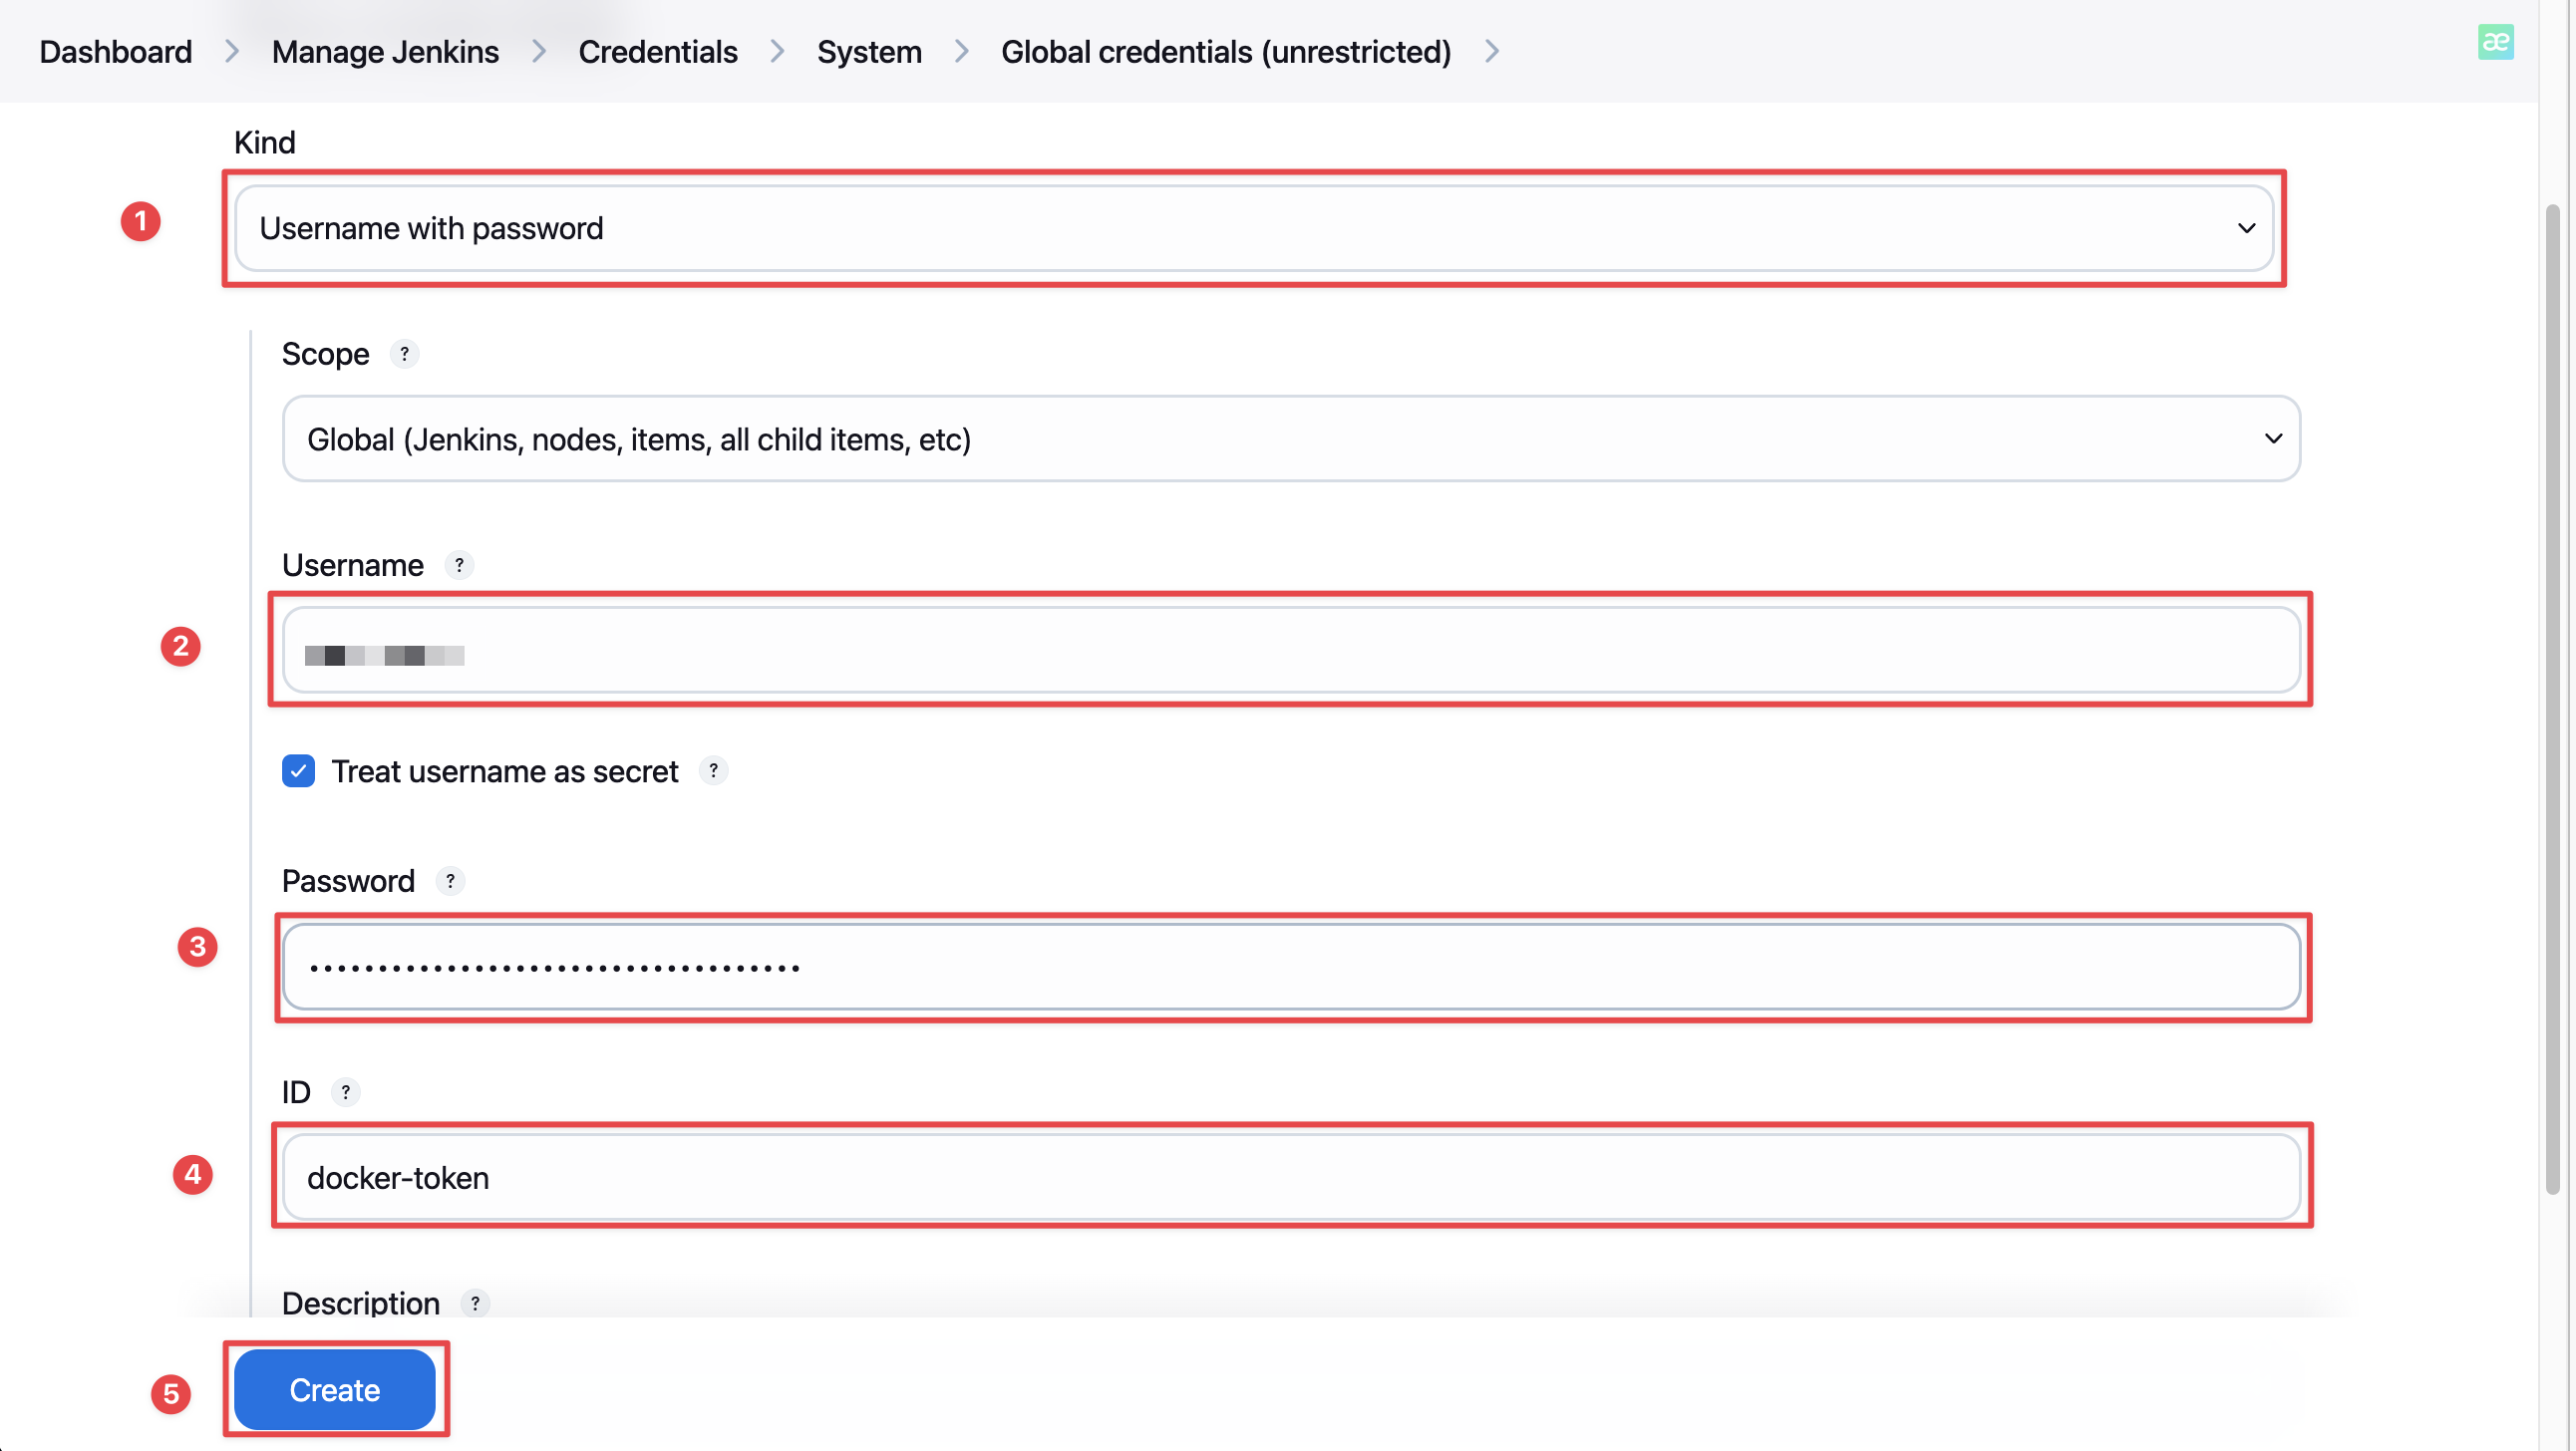 Dashboard > Manage Jenkins > Credentials > System > Global credentials (unrestricted) >
æ
Kind
1
Username with password
Scope ?
Global (Jenkins, nodes, items, all child items, etc)
Username ?
2
Treat username as secret ?
Password ?
3
••••••••••••••••••••••••••••••••••••
ID ?
4
docker-token
Description ?
5
Create